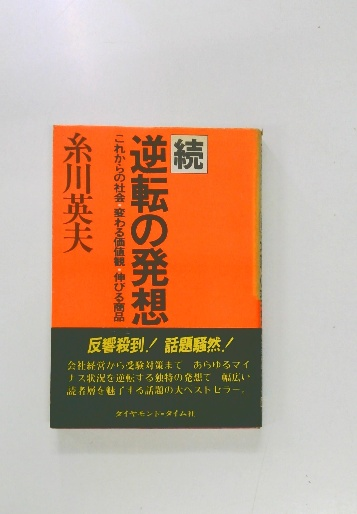 続
逆転の発想
これからの社会・変わる価値観・伸びる商品
糸川英夫
反響殺到！話題騒然！
会社経営から受験対策まで あらゆるマイ
ナス状況を逆転する独特の発想で 幅広い
読者層を魅了する話題の大ベストセラー。
ダイヤモンド・タイム社